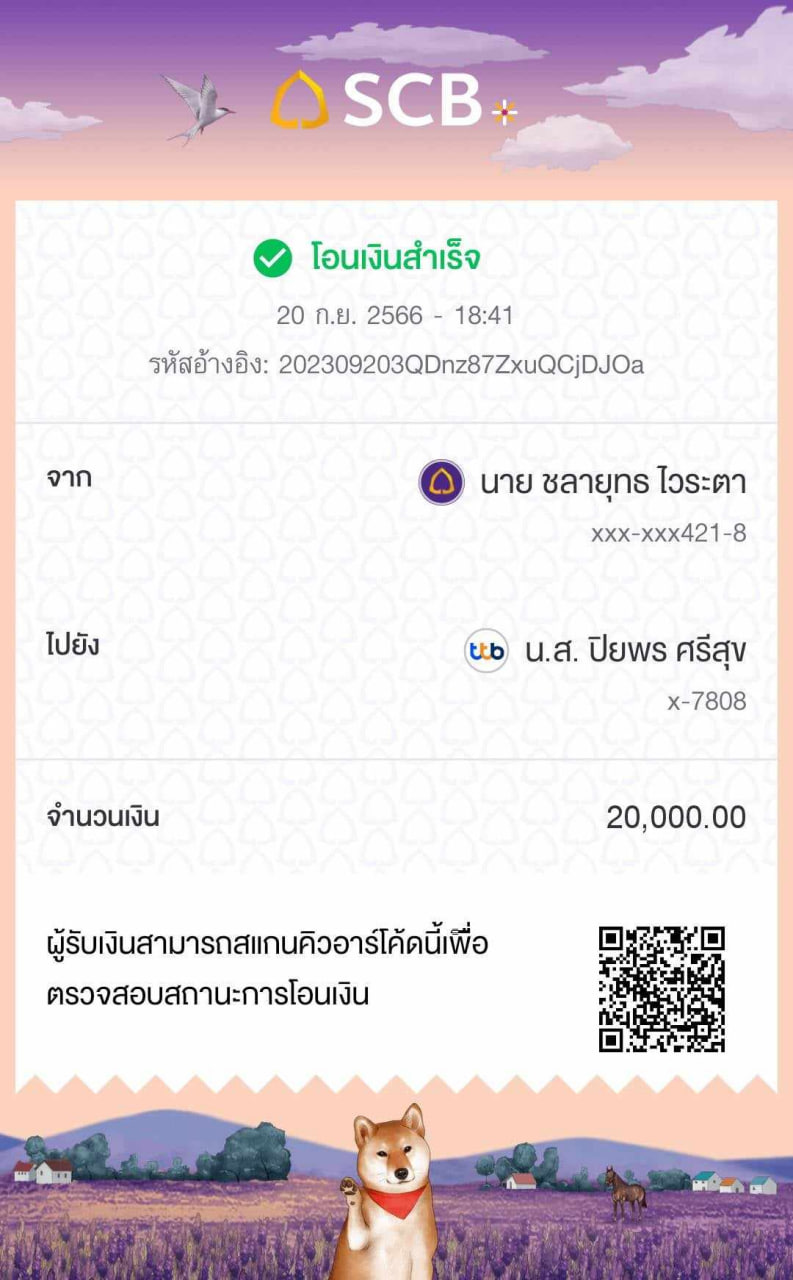 SCB
โอนเงินสำเร็จ
20 ก.ย. 2566 - 18:41
รหัสอ้างอิง: 202309203QDnz87ZxuQCjDJOa
จาก
นาย ชลายุทธ ไวระตา
xxx-xxx421-8
ไปยัง
ttb น.ส. ปิยพร ศรีสุข
x-7808
จำนวนเงิน 20,000.00
ผู้รับเงินสามารถสแกนคิวอาร์โค้ดนี้เพื่อ
ตรวจสอบสถานะการโอนเงิน